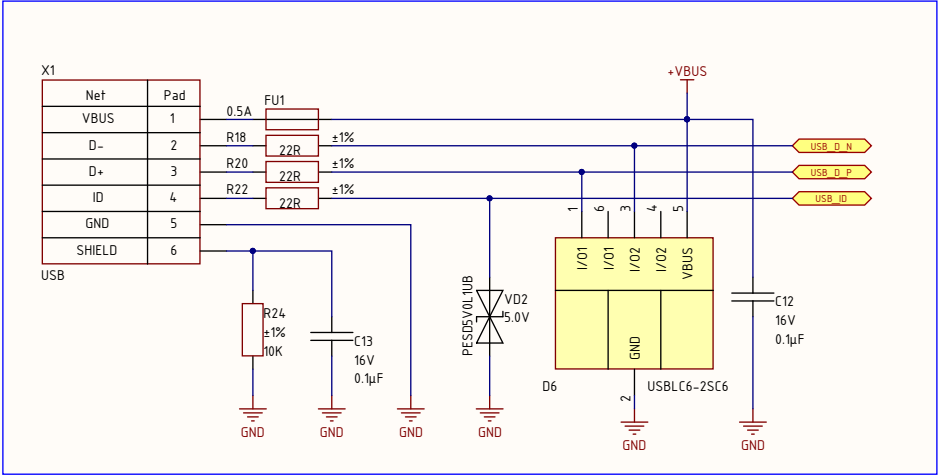 X1
+VBUS
Net Pad
VBUS 1
D- 2
D+ 3
ID 4
GND 5
SHIELD 6
USB
0.5A FU1
R18 22R ±1%
R20 22R ±1%
R22 22R ±1%
USB_D_N
USB_D_P
USB_ID
1 6 3 4 5
I/O1 I/O1 I/O2 I/O2 VBUS
GND
2
D6 USBLC6-2SC6
PESD5V0L1UB
VD2
5.0V
C12
16V
0.1µF
R24
±1%
10K
C13
16V
0.1µF
GND
GND
GND
GND
GND
GND